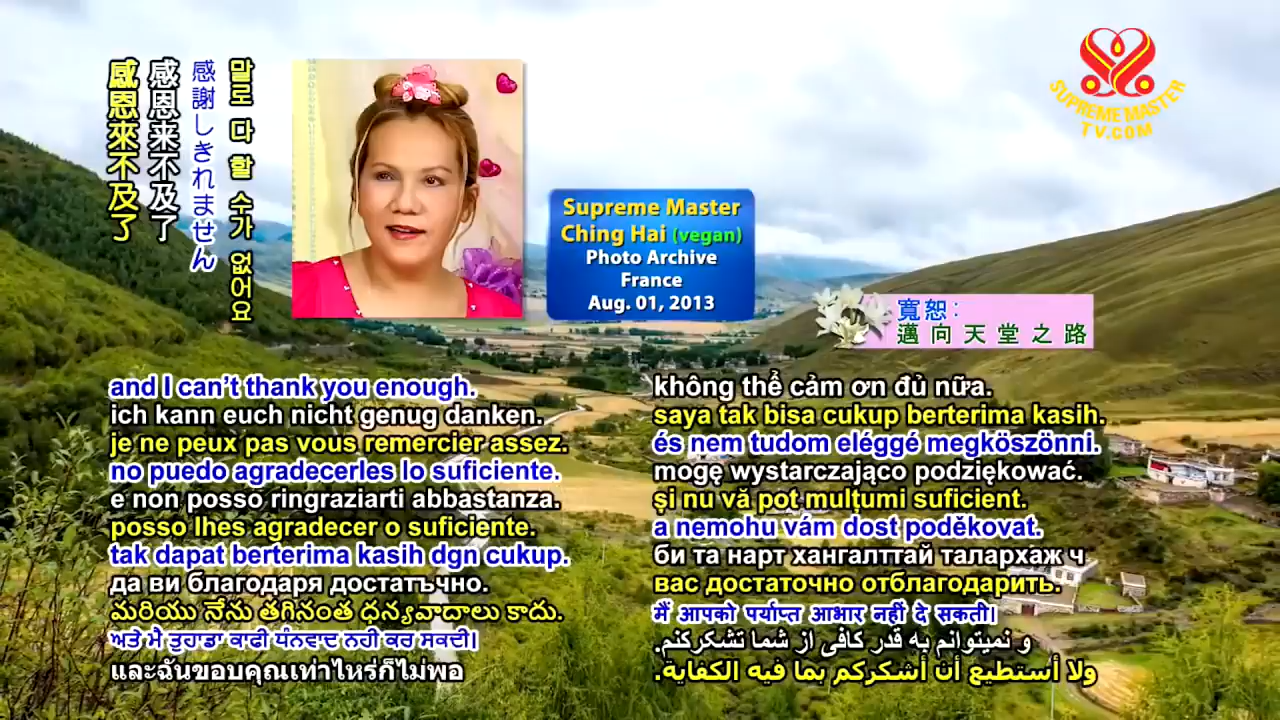 말로 다 할 수가 없어요
感謝しきれません
感恩来不及了
感恩來不及了
SUPREME MASTER
TV.COM
Supreme Master
Ching Hai (vegan)
Photo Archive
France
Aug. 01, 2013
寬恕：
邁向天堂之路
and I can’t thank you enough.
ich kann euch nicht genug danken.
je ne peux pas vous remercier assez.
no puedo agradecerles lo suficiente.
e non posso ringraziarti abbastanza.
posso lhes agradecer o suficiente.
tak dapat berterima kasih dgn cukup.
да ви благодаря достатъчно.
మరియు నేను తగినంత ధన్యవాదాలు కాదు.
ਅਤੇ ਮੈਂ ਤੁਹਾਡਾ ਕਾਫੀ ਧੰਨਵਾਦ ਨਹੀਂ ਕਰ ਸਕਦੀ।
และฉันขอบคุณเท่าไหร่ก็ไม่พอ
không thể cảm ơn đủ nữa.
saya tak bisa cukup berterima kasih.
és nem tudom eléggé megköszönni.
mogę wystarczająco podziękować.
și nu vă pot mulțumi suficient.
a nemohu vám dost poděkovat.
би та нарт хангалттай талархаж ч
вас достаточно отблагодарить.
मैं आपको पर्याप्त आभार नहीं दे सकती।
و نمیتوانم به قدر کافی از شما تشکرکنم.
ولا أستطيع أن أشكركم بما فيه الكفاية.